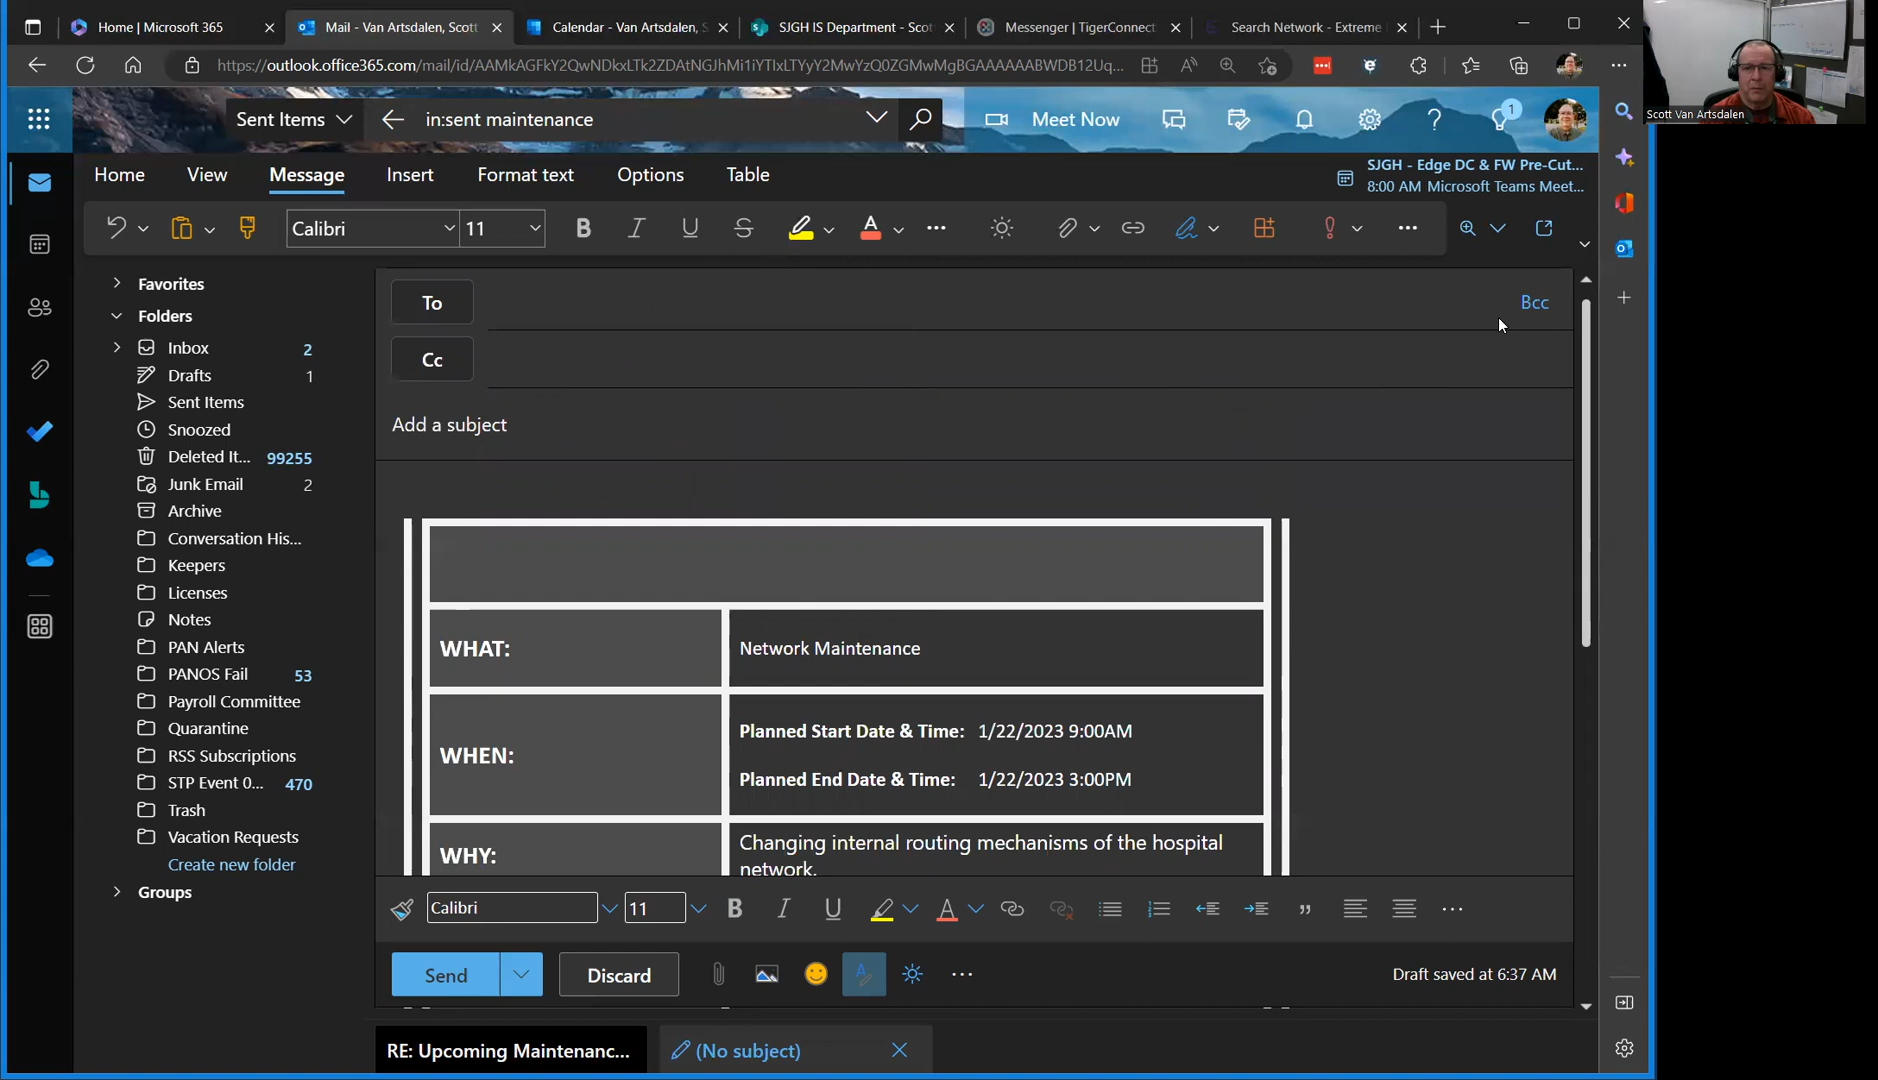 Home | Microsoft 365
Mail - Van Artsdalen, Scott
Calendar - Van Artsdalen, S
SJGH IS Department - Scot
Messenger | TigerConnect
Search Network - Extreme
https://outlook.office365.com/mail/id/AAMkAGFkY2QwNDkxLTk2ZDAtNGJhMi1iYTIxLTYyY2MwYzQ0ZGMwMgBGAAAAAABWDB12Uq...
Scott Van Artsdalen
Sent Items
in:sent maintenance
Meet Now
1
Home
View
Message
Insert
Format text
Options
Table
SJGH - Edge DC & FW Pre-Cut...
8:00 AM Microsoft Teams Meet...
Calibri
11
Favorites
Folders
Inbox 2
Drafts 1
Sent Items
Snoozed
Deleted It... 99255
Junk Email 2
Archive
Conversation His...
Keepers
Licenses
Notes
PAN Alerts
PANOS Fail 53
Payroll Committee
Quarantine
RSS Subscriptions
STP Event 0... 470
Trash
Vacation Requests
Create new folder
Groups
To
Bcc
Cc
Add a subject
WHAT:
Network Maintenance
WHEN:
Planned Start Date & Time: 1/22/2023 9:00AM
Planned End Date & Time: 1/22/2023 3:00PM
WHY:
Changing internal routing mechanisms of the hospital
network.
Calibri
11
Send
Discard
Draft saved at 6:37 AM
RE: Upcoming Maintenanc...
(No subject)